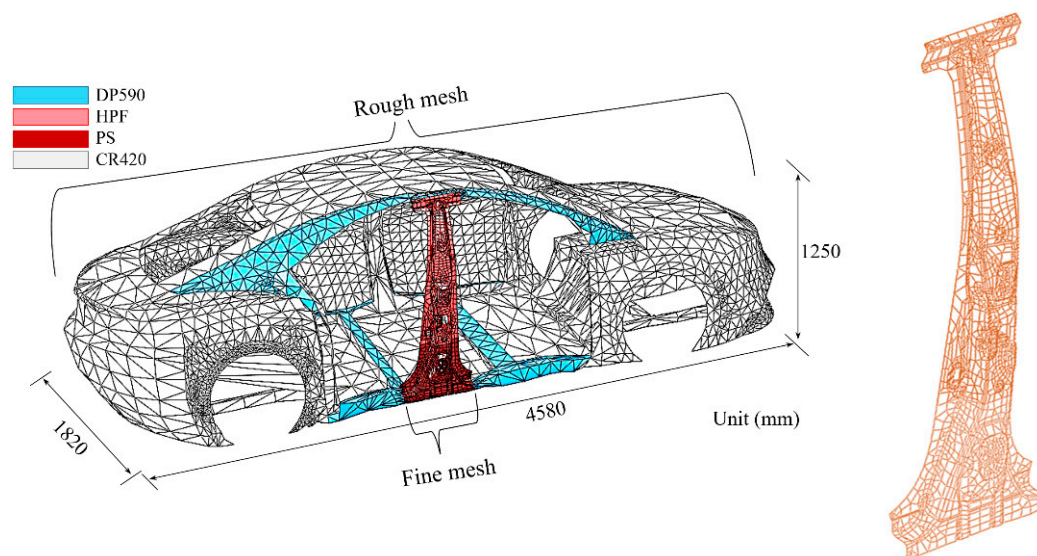 DP590
HPF
PS
CR420
Rough mesh
1250
4580
1820
Unit (mm)
Fine mesh